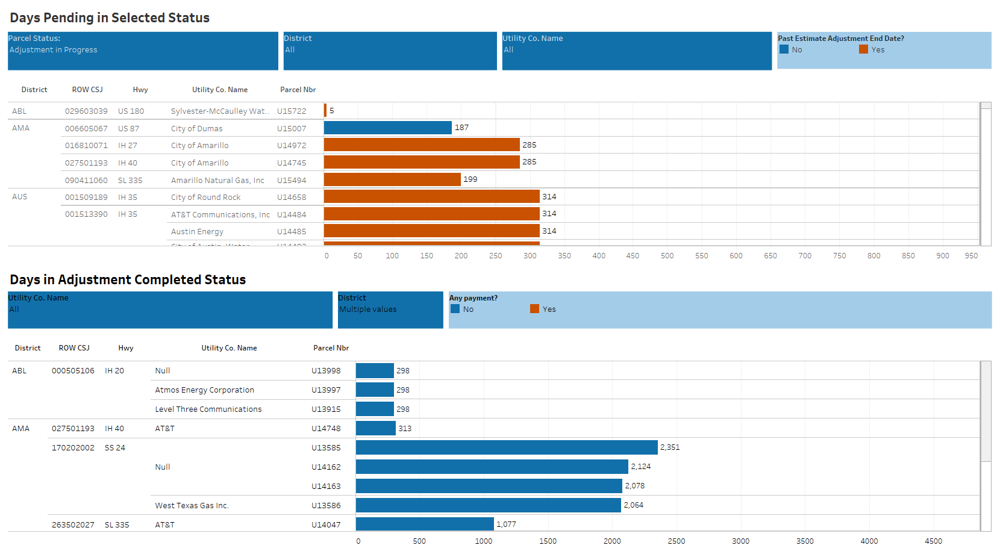 Days Pending in Selected Status
Parcel Status: District Utility Co. Name Past Estimate Adjustment End Date?
Adjustment in Progress All All No Yes
District ROW CSJ Hwy Utility Co. Name Parcel Nbr
ABL 029603039 US 180 Sylvester-McCaulley Wat.. U15722 5
AMA 006605067 US 87 City of Dumas U15007 187
016810071 IH 27 City of Amarillo U14972 285
027501193 IH 40 City of Amarillo U14745 285
090411060 SL 335 Amarillo Natural Gas, Inc U15494 199
AUS 001509189 IH 35 City of Round Rock U14658 314
001513390 IH 35 AT&T Communications, Inc U14484 314
Austin Energy U14485 314
0 50 100 150 200 250 300 350 400 450 500 550 600 650 700 750 800 850 900 950
Days in Adjustment Completed Status
Utility Co. Name District Any payment?
All Multiple values No Yes
District ROW CSJ Hwy Utility Co. Name Parcel Nbr
ABL 000505106 IH 20 Null U13998 298
Atmos Energy Corporation U13997 298
Level Three Communications U13915 298
AMA 027501193 IH 40 AT&T U14748 313
170202002 SS 24 U13585 2,351
Null U14162 2,124
U14163 2,078
West Texas Gas Inc. U13586 2,064
263502027 SL 335 AT&T U14047 1,077
0 500 1000 1500 2000 2500 3000 3500 4000 4500